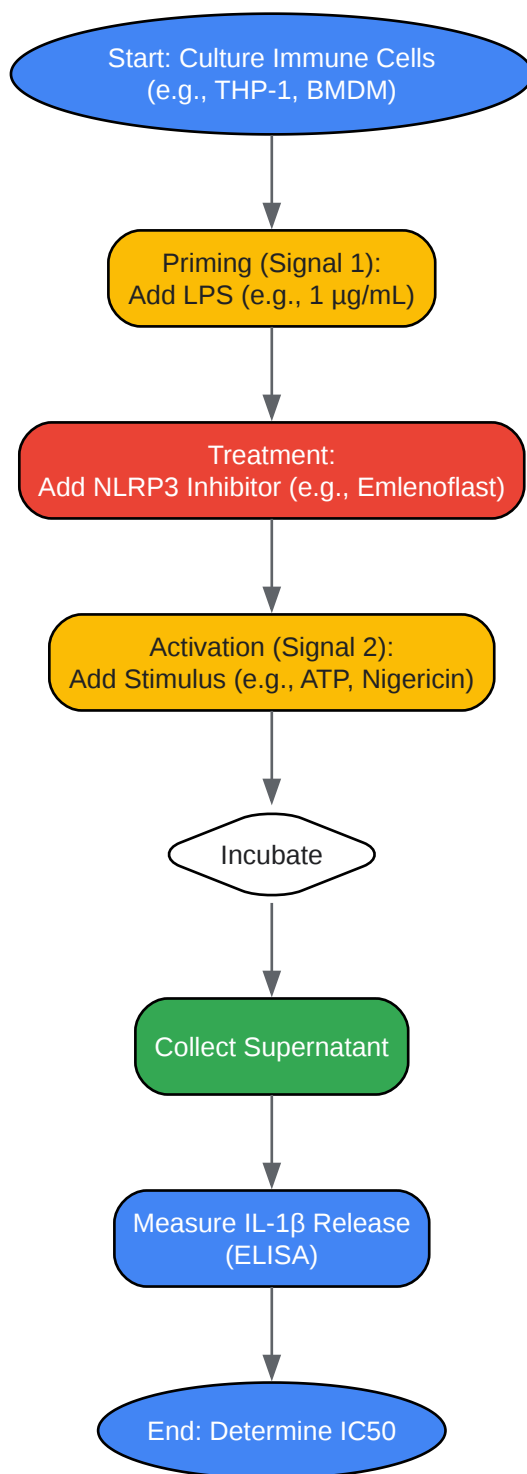 Start: Culture Immune Cells
(e.g., THP-1, BMDM)
Priming (Signal 1):
Add LPS (e.g., 1 µg/mL)
Treatment:
Add NLRP3 Inhibitor (e.g., Emlenoflast)
Activation (Signal 2):
Add Stimulus (e.g., ATP, Nigericin)
Incubate
Collect Supernatant
Measure IL-1β Release
(ELISA)
End: Determine IC50